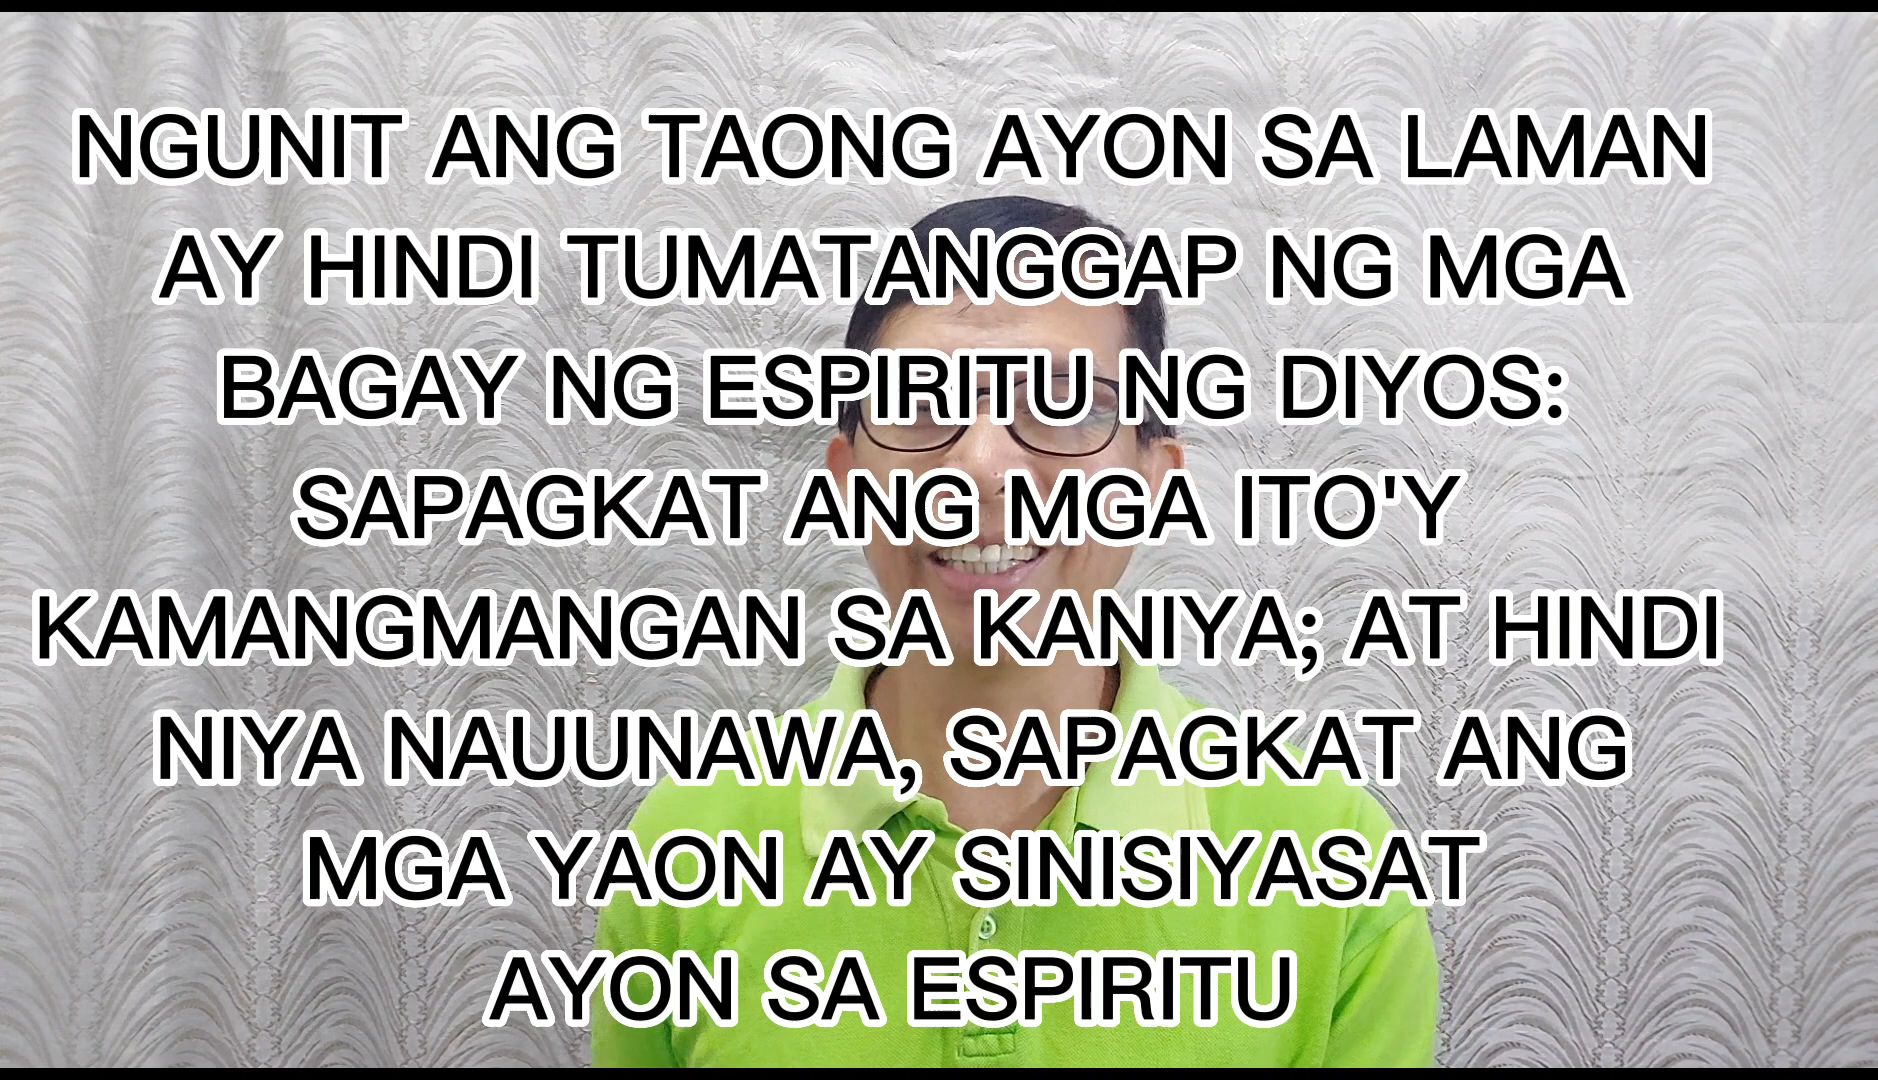 NGUNIT ANG TAONG AYON SA LAMAN
AY HINDI TUMATANGGAP NG MGA
BAGAY NG ESPIRITU NG DIYOS:
SAPAGKAT ANG MGA ITO'Y
KAMANGMANGAN SA KANIYA; AT HINDI
NIYA NAUUNAWA, SAPAGKAT ANG
MGA YAON AY SINISIYASAT
AYON SA ESPIRITU